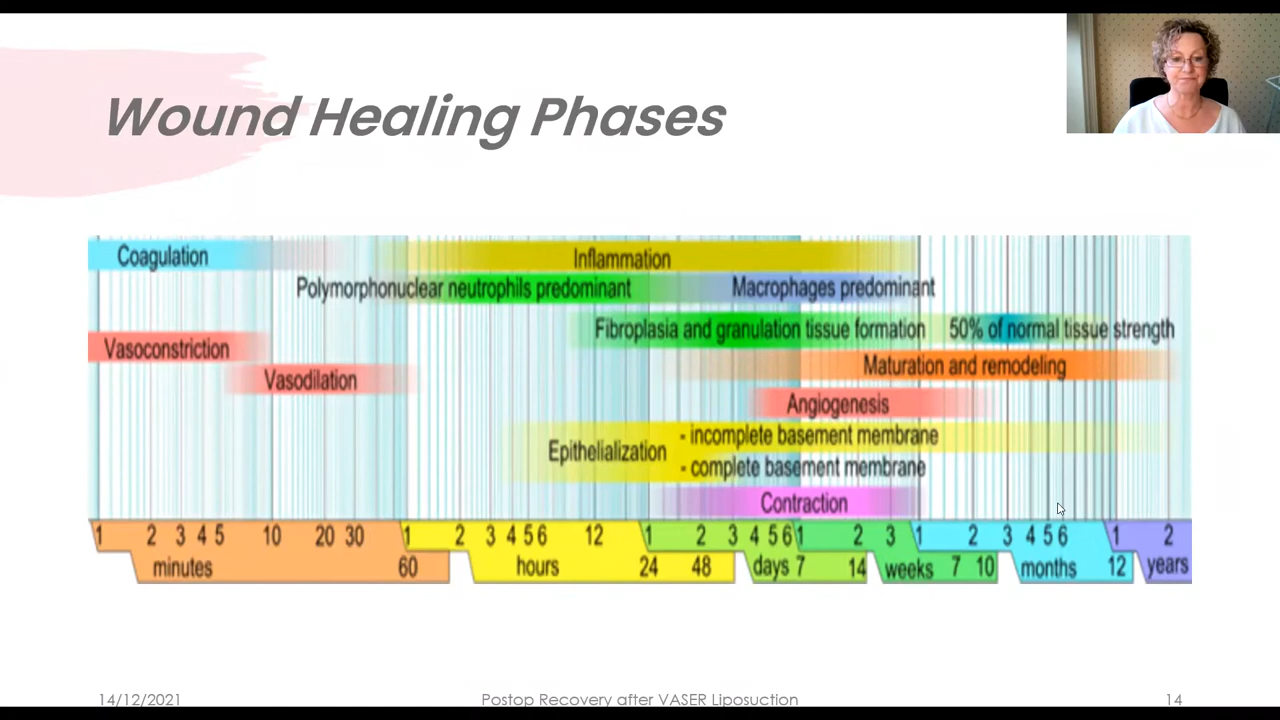 Wound Healing Phases
Coagulation
Inflammation
Polymorphonuclear neutrophils predominant
Macrophages predominant
Fibroplasia and granulation tissue formation
50% of normal tissue strength
Vasoconstriction
Maturation and remodeling
Vasodilation
Angiogenesis
Epithelialization
- incomplete basement membrane
- complete basement membrane
Contraction
1 2 3 4 5 10 20 30 1 2 3 4 5 6 12 1 2 3 4 5 6 1 2 3 1 2 3 4 5 6 1 2
minutes 60 hours 24 48 days 7 14 weeks 7 10 months 12 years
14/12/2021
Postop Recovery after VASER Liposuction
14